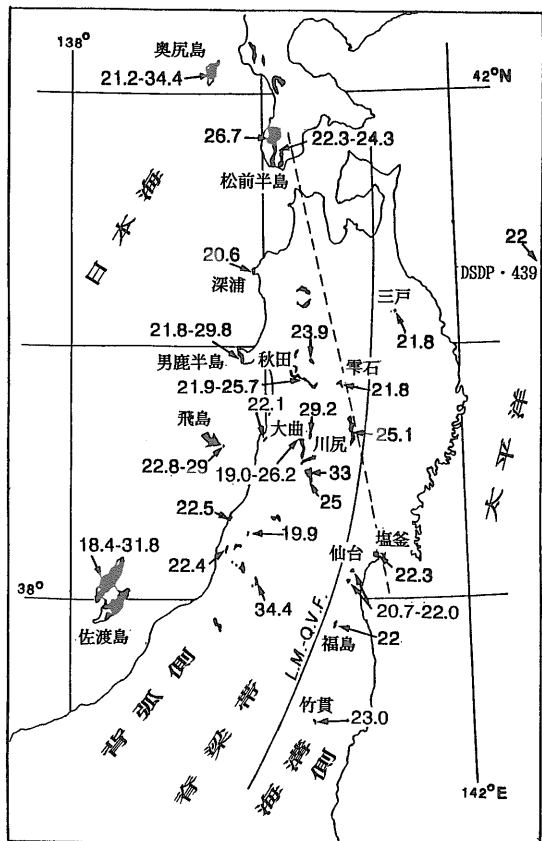 138°
奥尻島
42°N
21.2-34.4
26.7
22.3-24.3
松前半島
日本海
22
20.6
DSDP・439
深浦
三戸
21.8-29.8
23.9
21.8
男鹿半島
秋田
雫石
21.9-25.7
21.8
22.1
29.2
飛島
大曲
川尻
25.1
太平洋
22.8-29
19.0-26.2
33
25
22.5
19.9
塩釜
仙台
18.4-31.8
22.4
22.3
38°
34.4
20.7-22.0
佐渡島
L.M.-Q.V.F.
22
福島
背弧側
竹貫
23.0
脊梁帯
海溝側
142°E